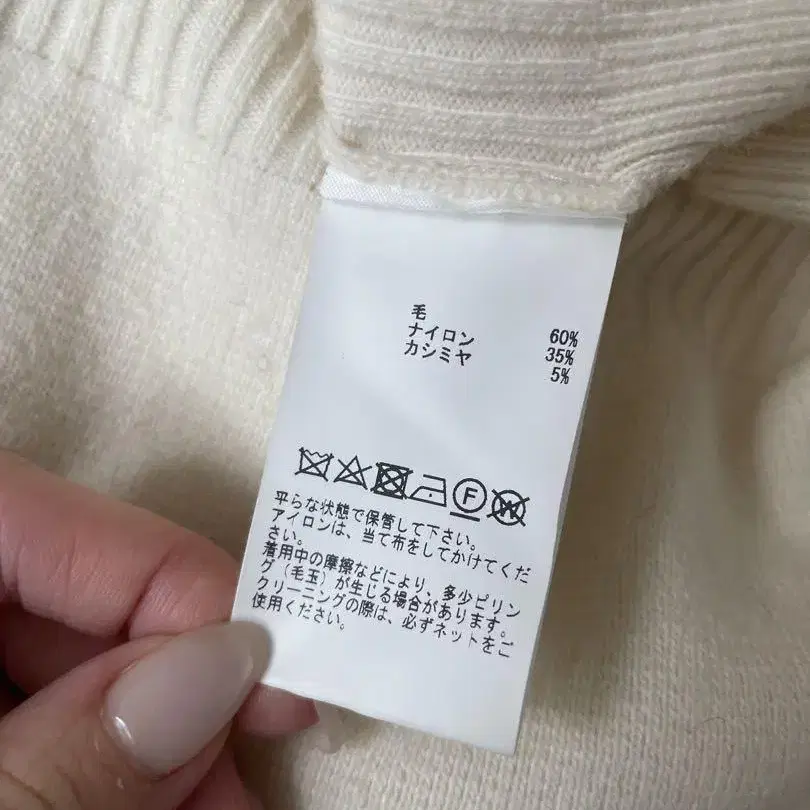 毛 60%
ナイロン 35%
カシミヤ 5%
F W
平らな状態で保管して下さい。
アイロンは、当て布をしてかけてくだ
さい。
着用中の摩擦などにより、多少ピリン
グ（毛玉）が生じる場合があります。
クリーニングの際は、必ずネットをご
使用ください。